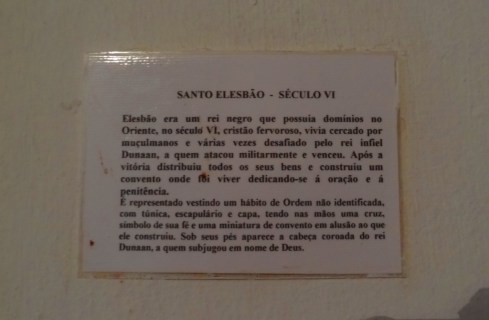 SANTO ELESBÃO - SÉCULO VI
Elesbão era um rei negro que possuia domínios no
Oriente, no século VI, cristão fervoroso, vivia cercado por
muçulmanos e várias vezes desafiado pelo rei infiel
Dunaan, a quem atacou militarmente e venceu. Após a
vitória distribuiu todos os seus bens e construiu um
convento onde foi viver dedicando-se á oração e á
penitência.
É representado vestindo um hábito de Ordem não identificada,
com túnica, escapulário e capa, tendo nas mãos uma cruz,
símbolo de sua fé e uma miniatura de convento em alusão ao que
ele construiu. Sob seus pés aparece a cabeça coroada do rei
Dunaan, a quem subjugou em nome de Deus.